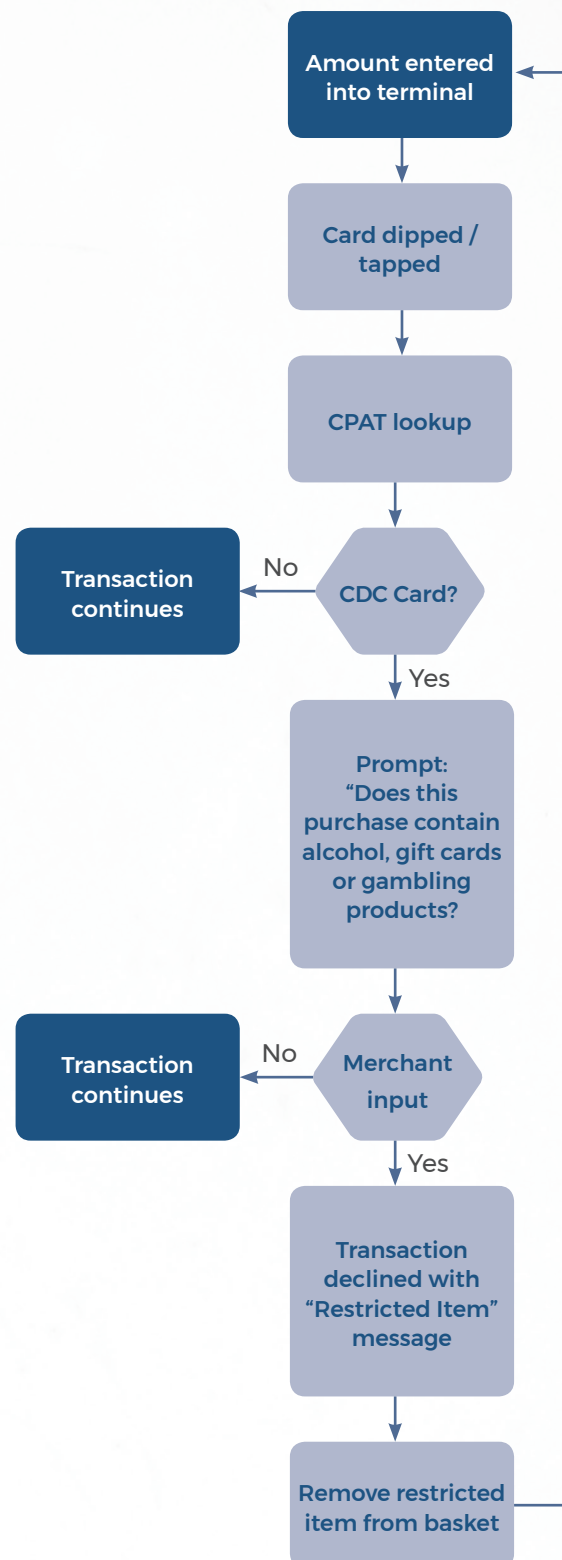 Amount entered
into terminal
Card dipped /
tapped
CPAT lookup
CDC Card?
No
Transaction
continues
Yes
Prompt:
“Does this
purchase contain
alcohol, gift cards
or gambling
products?
Merchant
input
No
Transaction
continues
Yes
Transaction
declined with
“Restricted Item”
message
Remove restricted
item from basket